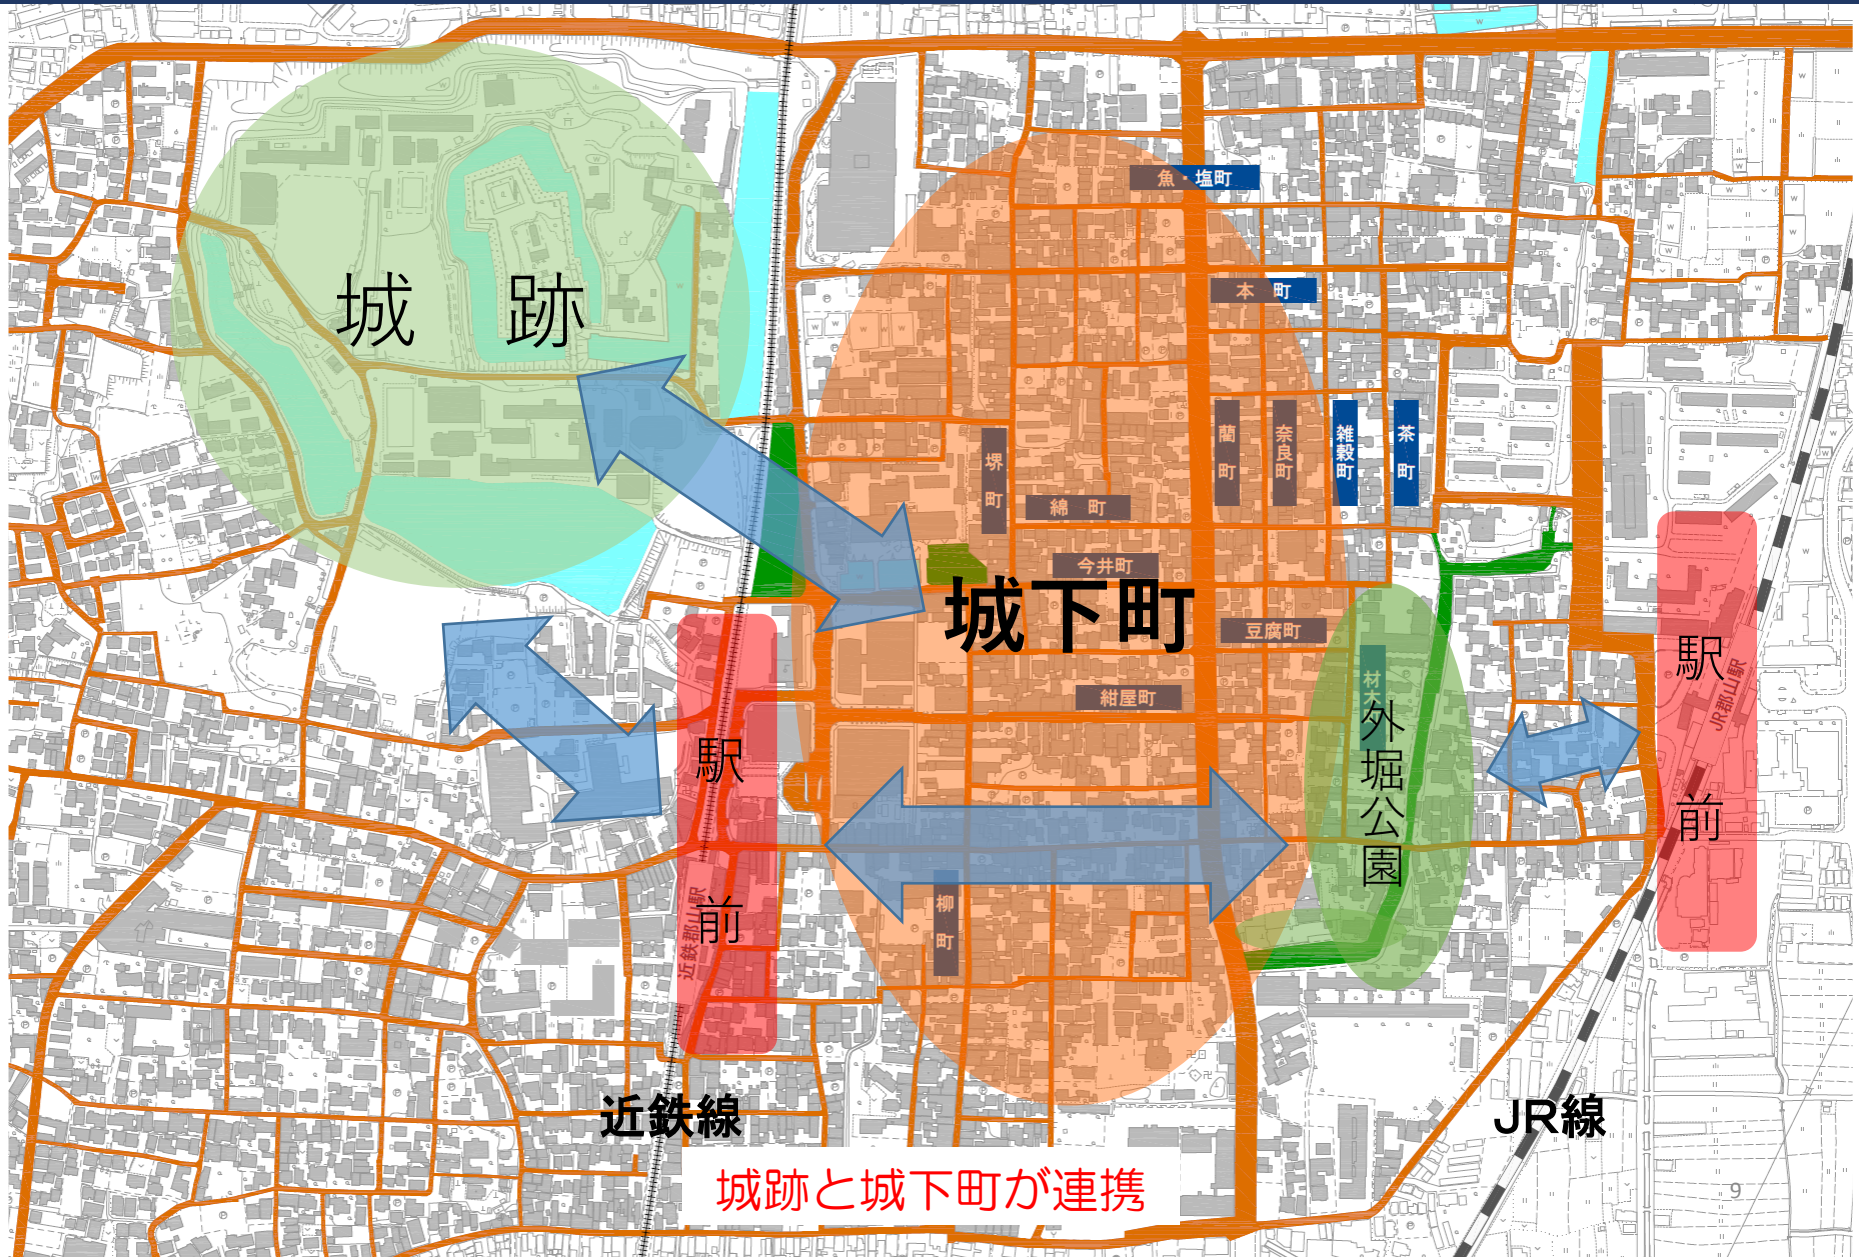 魚・塩町
城 跡
本 町
藺 町
奈良町
雑穀町
茶 町
堺 町
綿 町
今井町
城下町
豆腐町
紺屋町
材木
外堀公園
駅 前
JR郡山駅
駅 前
近鉄郡山駅
柳 町
近鉄線
JR線
城跡と城下町が連携
9